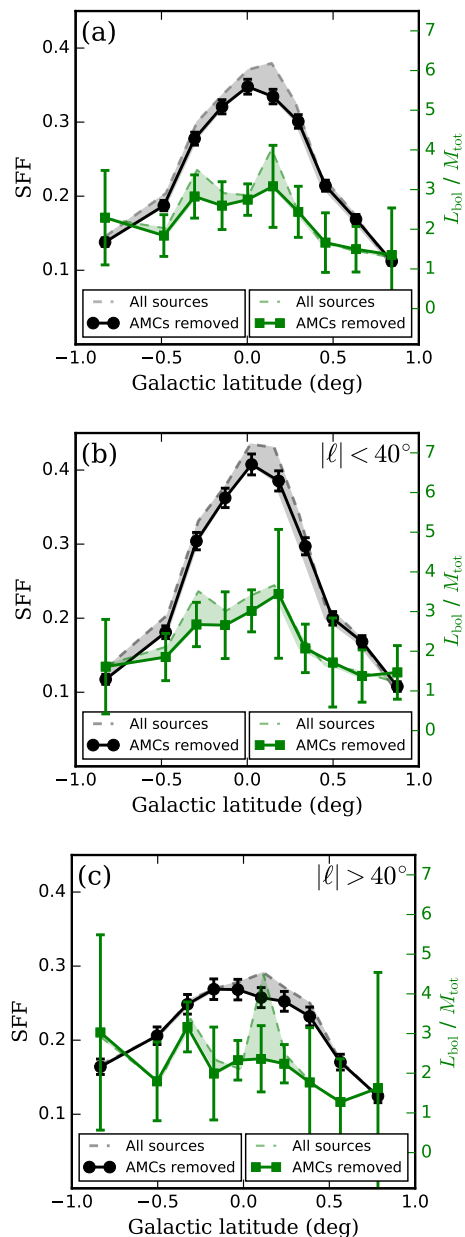 (a)
0.4
0.3
0.2
0.1
SFF
7
6
5
4
3
2
1
0
L_bol / M_tot
All sources
AMCs removed
All sources
AMCs removed
−1.0 −0.5 0.0 0.5 1.0
Galactic latitude (deg)
(b)
|ℓ| < 40°
0.4
0.3
0.2
0.1
SFF
7
6
5
4
3
2
1
0
L_bol / M_tot
All sources
AMCs removed
All sources
AMCs removed
−1.0 −0.5 0.0 0.5 1.0
Galactic latitude (deg)
(c)
|ℓ| > 40°
0.4
0.3
0.2
0.1
SFF
7
6
5
4
3
2
1
0
L_bol / M_tot
All sources
AMCs removed
All sources
AMCs removed
−1.0 −0.5 0.0 0.5 1.0
Galactic latitude (deg)